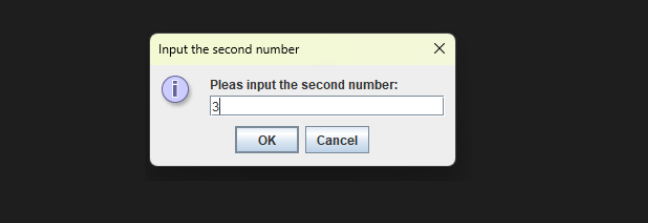 Input the second number
Pleas input the second number:
3
OK
Cancel